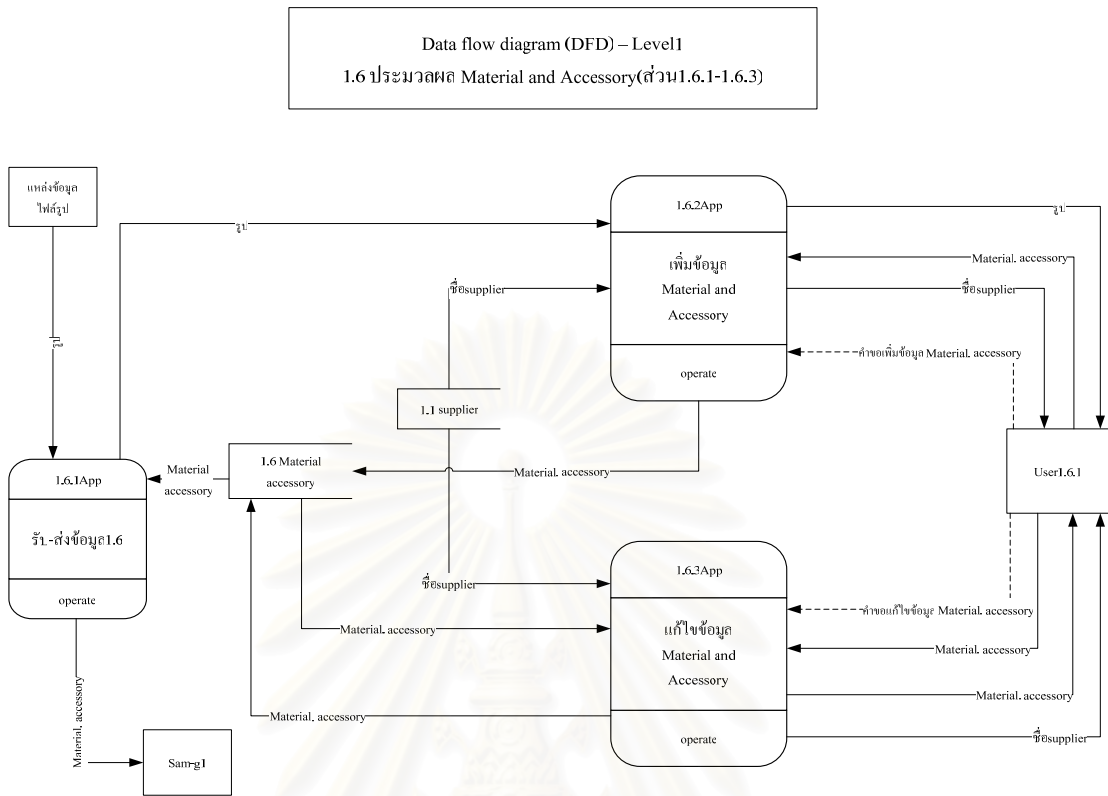 Data flow diagram (DFD) – Level1
1.6 ประมวลผล Material and Accessory(ส่วน1.6.1-1.6.3)
แหล่งข้อมูล
ไฟล์รูป
รูป
รูป
1.6.2App
เพิ่มข้อมูล
Material and
Accessory
operate
รูป
Material. accessory
ชื่อsupplier
คำขอเพิ่มข้อมูล Material. accessory
ชื่อsupplier
1.1 supplier
1.6 Material
accessory
Material
accessory
Material. accessory
User1.6.1
1.6.1App
รับ-ส่งข้อมูล1.6
operate
ชื่อsupplier
Material. accessory
Material. accessory
1.6.3App
แก้ไขข้อมูล
Material and
Accessory
operate
คำขอแก้ไขข้อมูล Material. accessory
Material. accessory
Material. accessory
ชื่อsupplier
Material. accessory
Sam-g1